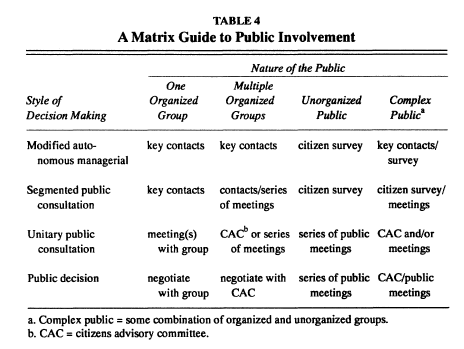 TABLE 4
A Matrix Guide to Public Involvement
Nature of the Public
One Multiple
Style of Organized Organized Unorganized Complex
Decision Making Group Groups Public Publicᵃ
Modified auto- key contacts key contacts citizen survey key contacts/
nomous managerial survey
Segmented public key contacts contacts/series citizen survey citizen survey/
consultation of meetings meetings
Unitary public meeting(s) CACᵇ or series series of public CAC and/or
consultation with group of meetings meetings meetings
Public decision negotiate negotiate with series of public CAC/public
with group CAC meetings meetings
a. Complex public = some combination of organized and unorganized groups.
b. CAC = citizens advisory committee.